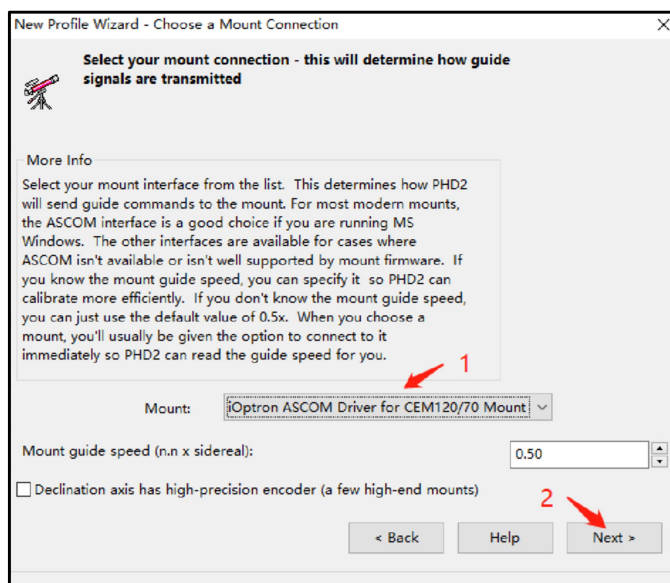 New Profile Wizard - Choose a Mount Connection
Select your mount connection - this will determine how guide
signals are transmitted
More Info
Select your mount interface from the list. This determines how PHD2
will send guide commands to the mount. For most modern mounts,
the ASCOM interface is a good choice if you are running MS
Windows. The other interfaces are available for cases where
ASCOM isn't available or isn't well supported by mount firmware. If
you know the mount guide speed, you can specify it so PHD2 can
calibrate more efficiently. If you don't know the mount guide speed,
you can just use the default value of 0.5x. When you choose a
mount, you'll usually be given the option to connect to it
immediately so PHD2 can read the guide speed for you.
1
Mount: iOptron ASCOM Driver for CEM120/70 Mount
Mount guide speed (n.n x sidereal): 0.50
Declination axis has high-precision encoder (a few high-end mounts)
2
< Back Help Next >